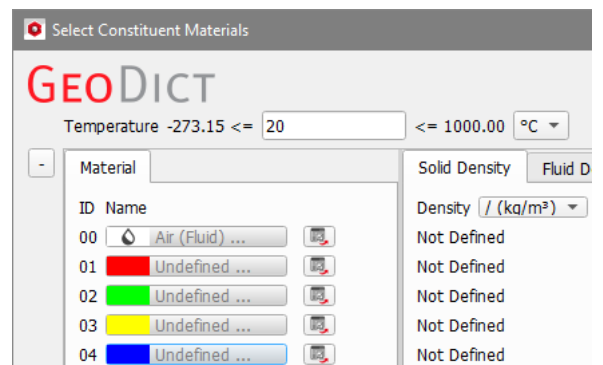 Select Constituent Materials
GEODICT
Temperature -273.15 <= 20 <= 1000.00 °C
-
Material
Solid Density
ID Name
Density / (kg/m³)
00 Air (Fluid) ... Not Defined
01 Undefined ... Not Defined
02 Undefined ... Not Defined
03 Undefined ... Not Defined
04 Undefined ... Not Defined